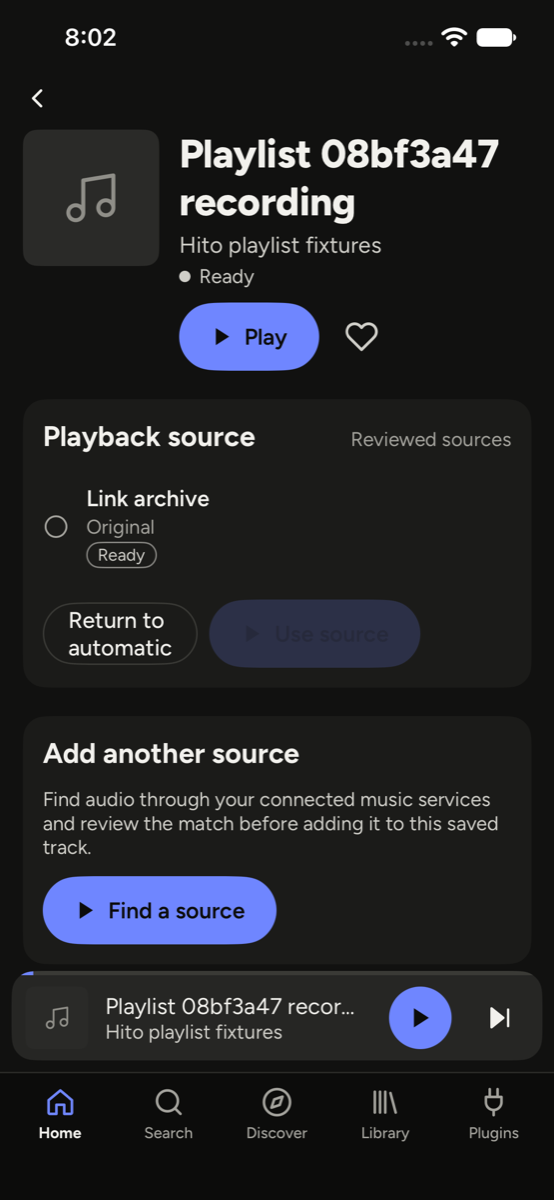 8:02
Playlist 08bf3a47
recording
Hito playlist fixtures
Ready
Play
Playback source
Reviewed sources
Link archive
Original
Ready
Return to
automatic
Use source
Add another source
Find audio through your connected music services
and review the match before adding it to this saved
track.
Find a source
Playlist 08bf3a47 recor...
Hito playlist fixtures
Home
Search
Discover
Library
Plugins